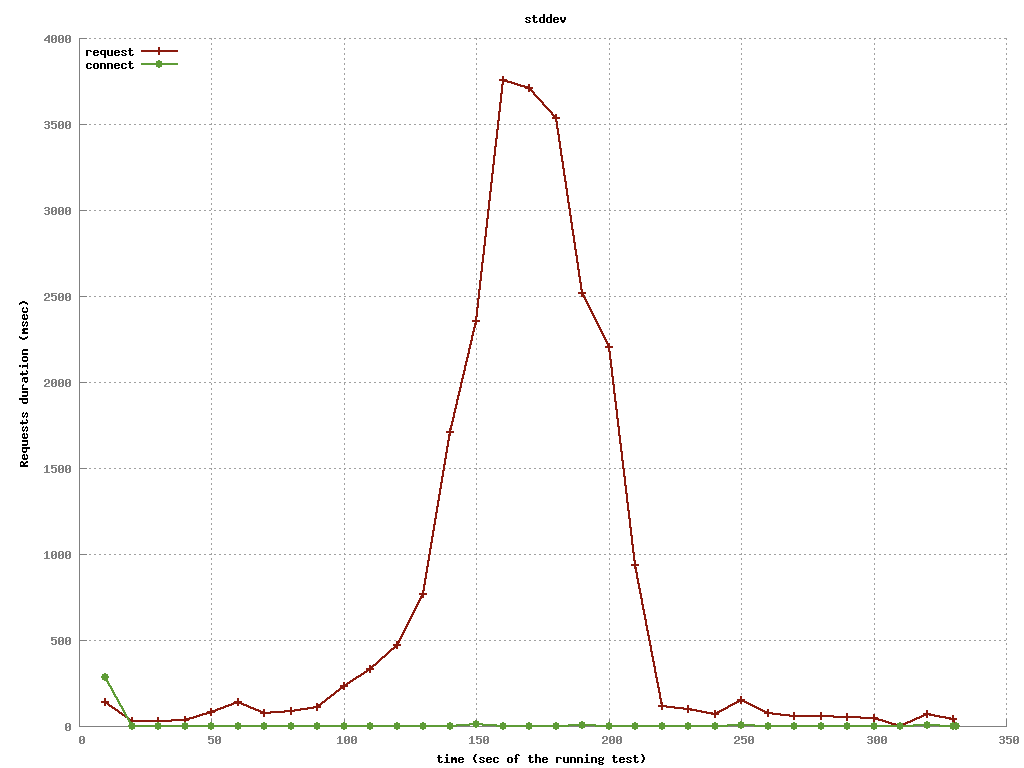 stddev
4000
request
connect
3500
3000
2500
2000
1500
1000
500
0
Requests duration (msec)
0 50 100 150 200 250 300 350
time (sec of the running test)